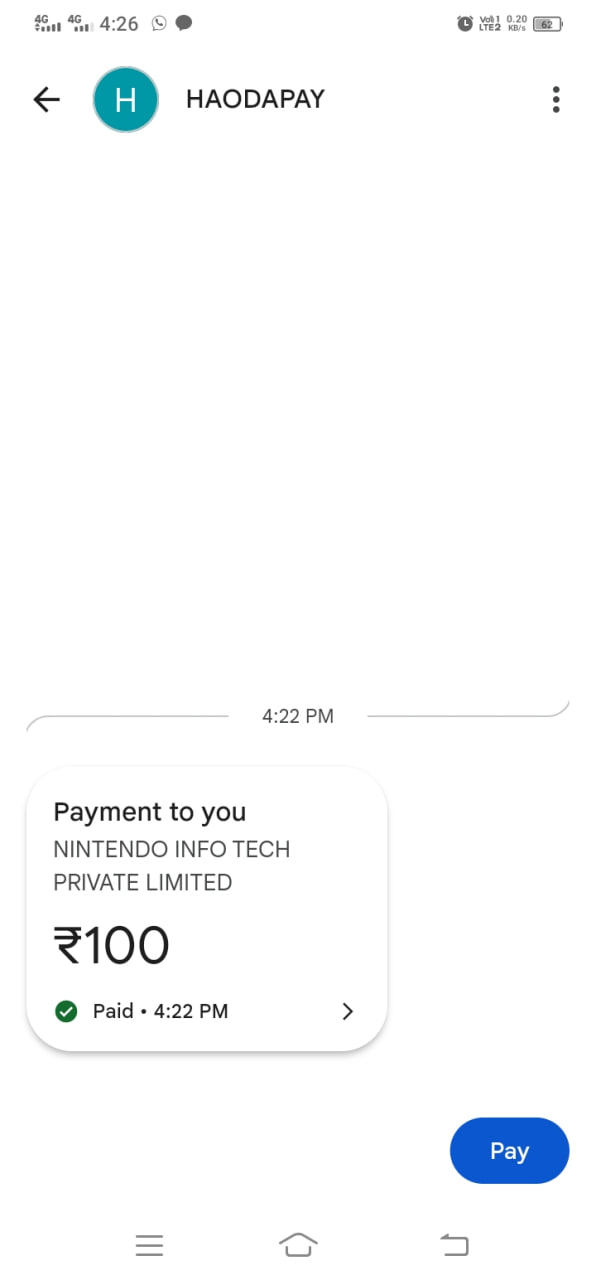 4G 4G 4:26 Vo) 1 LTE2 0.20 KB/s 62
H HAODAPAY
4:22 PM
Payment to you
NINTENDO INFO TECH
PRIVATE LIMITED
₹100
Paid • 4:22 PM
Pay